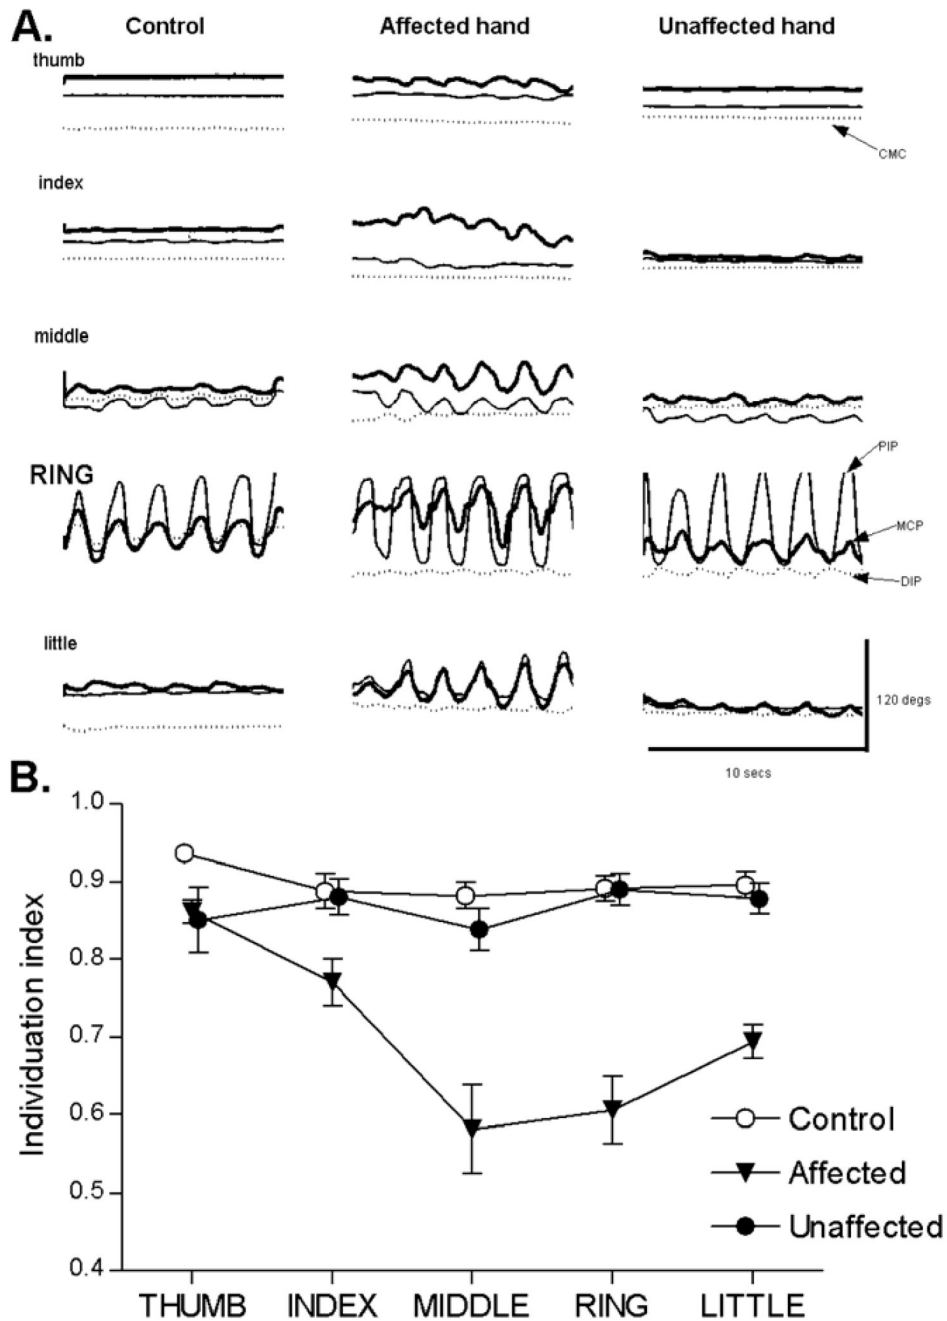 A.
Control Affected hand Unaffected hand
thumb
CMC
index
middle
RING
PIP
MCP
DIP
little
120 degs
10 secs
B.
1.0
0.9
0.8
0.7
0.6
0.5
0.4
Individuation index
Control
Affected
Unaffected
THUMB INDEX MIDDLE RING LITTLE